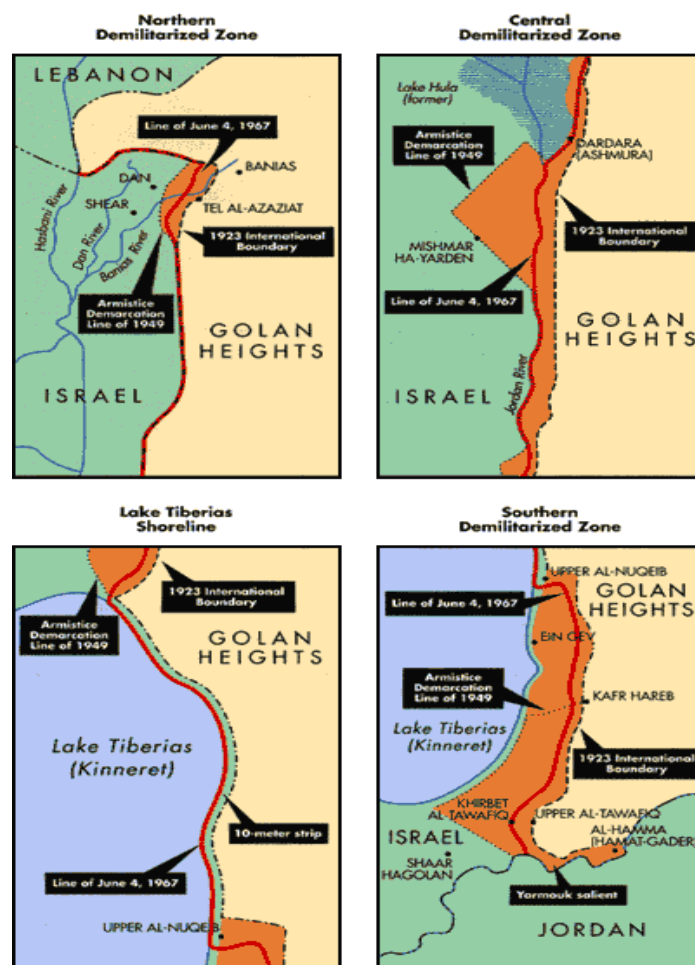 Northern
Demilitarized Zone
LEBANON
Line of June 4, 1967
BANIAS
DAN
SHEAR
TEL AL-AZAZIAT
Hasbani River
Dan River
Banias River
1923 International
Boundary
Armistice
Demarcation
Line of 1949
GOLAN
HEIGHTS
ISRAEL
Central
Demilitarized Zone
Lake Hula
(former)
Armistice
Demarcation
Line of 1949
DARDARA
[ASHMURA]
1923 International
Boundary
MISHMAR
HA-YARDEN
Line of June 4, 1967
GOLAN
HEIGHTS
Jordan River
ISRAEL
Lake Tiberias
Shoreline
1923 International
Boundary
Armistice
Demarcation
Line of 1949
GOLAN
HEIGHTS
Lake Tiberias
(Kinneret)
10-meter strip
Line of June 4, 1967
UPPER AL-NUQEIB
Southern
Demilitarized Zone
UPPER AL-NUQEIB
Line of June 4, 1967
GOLAN
HEIGHTS
EIN GEV
Armistice
Demarcation
Line of 1949
KAFR HAREB
Lake Tiberias
(Kinneret)
1923 International
Boundary
KHIRBET
AL-TAWAFIQ
UPPER AL-TAWAFIQ
AL-HAMMA
[HAMAT-GADER]
ISRAEL
SHAAR
HAGOLAN
Yarmouk salient
JORDAN